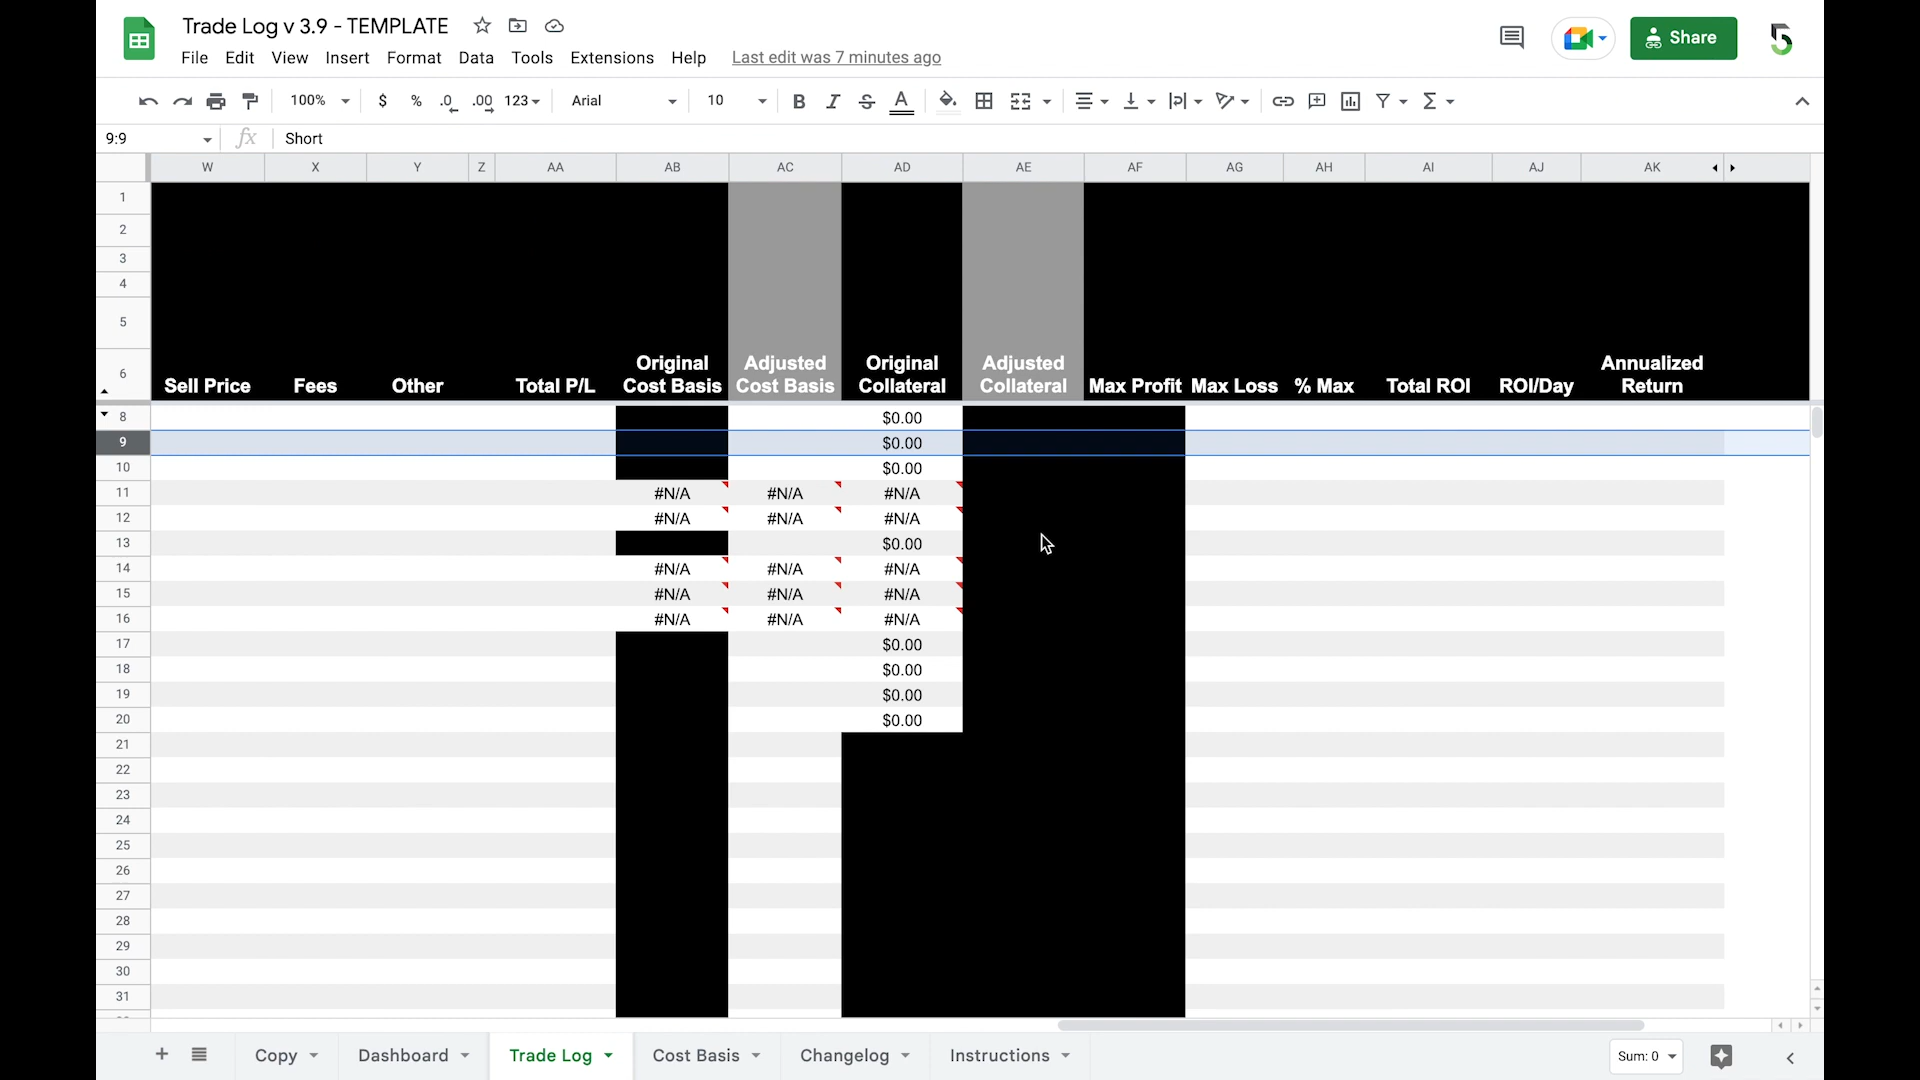 Trade Log v 3.9 - TEMPLATE
File Edit View Insert Format Data Tools Extensions Help Last edit was 7 minutes ago
Share
100% $ % .0 .00 123 Arial 10 B I S A Σ
9:9 fx Short
W X Y Z AA AB AC AD AE AF AG AH AI AJ AK
1
2
3
4
5
6 Sell Price Fees Other Total P/L Original Cost Basis Adjusted Cost Basis Original Collateral Adjusted Collateral Max Profit Max Loss % Max Total ROI ROI/Day Annualized Return
8 $0.00
9 $0.00
10 $0.00
11 #N/A #N/A #N/A
12 #N/A #N/A #N/A
13 $0.00
14 #N/A #N/A #N/A
15 #N/A #N/A #N/A
16 #N/A #N/A #N/A
17 $0.00
18 $0.00
19 $0.00
20 $0.00
21
22
23
24
25
26
27
28
29
30
31
+ Copy Dashboard Trade Log Cost Basis Changelog Instructions Sum: 0